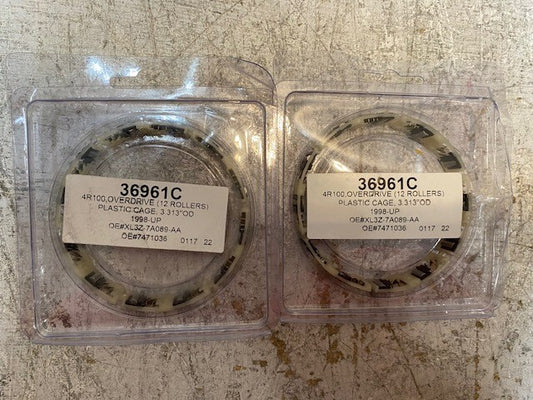 36961C
4R100,OVERDRIVE (12 ROLLERS)
PLASTIC CAGE, 3.313"OD
1998-UP
OE#XL3Z-7A089-AA
OE#7471036 0117 22
36961C
4R100,OVERDRIVE (12 ROLLERS)
PLASTIC CAGE, 3.313"OD
1998-UP
OE#XL3Z-7A089-AA
OE#7471036 0117 22